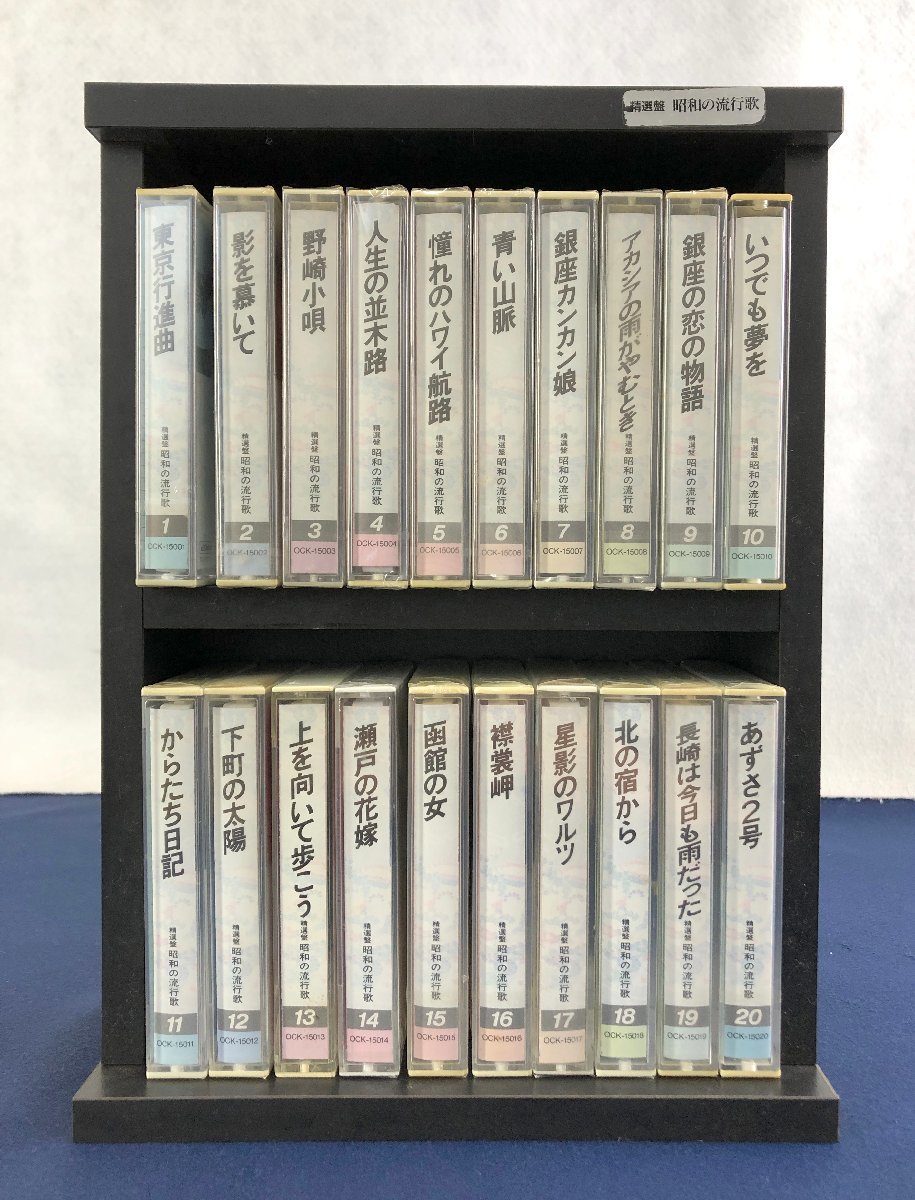 精選盤 昭和の流行歌
東京行進曲
精選盤 昭和の流行歌
1
OCK-15001
影を慕いて
精選盤 昭和の流行歌
2
OCK-15002
野崎小唄
精選盤 昭和の流行歌
3
OCK-15003
人生の並木路
精選盤 昭和の流行歌
4
OCK-15004
憧れのハワイ航路
精選盤 昭和の流行歌
5
OCK-15005
青い山脈
精選盤 昭和の流行歌
6
OCK-15006
銀座カンカン娘
精選盤 昭和の流行歌
7
OCK-15007
アカシアの雨がやむとき
精選盤 昭和の流行歌
8
OCK-15008
銀座の恋の物語
精選盤 昭和の流行歌
9
OCK-15009
いつでも夢を
精選盤 昭和の流行歌
10
OCK-15010
からたち日記
精選盤 昭和の流行歌
11
OCK-15011
下町の太陽
精選盤 昭和の流行歌
12
OCK-15012
上を向いて歩こう
精選盤 昭和の流行歌
13
OCK-15013
瀬戸の花嫁
精選盤 昭和の流行歌
14
OCK-15014
函館の女
精選盤 昭和の流行歌
15
OCK-15015
襟裳岬
精選盤 昭和の流行歌
16
OCK-15016
星影のワルツ
精選盤 昭和の流行歌
17
OCK-15017
北の宿から
精選盤 昭和の流行歌
18
OCK-15018
長崎は今日も雨だった
精選盤 昭和の流行歌
19
OCK-15019
あずさ2号
精選盤 昭和の流行歌
20
OCK-15020